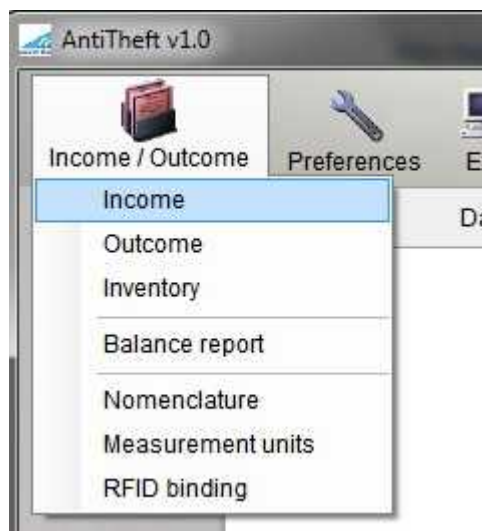 AntiTheft v1.0
Income / Outcome
Preferences
Income
Outcome
Inventory
Balance report
Nomenclature
Measurement units
RFID binding